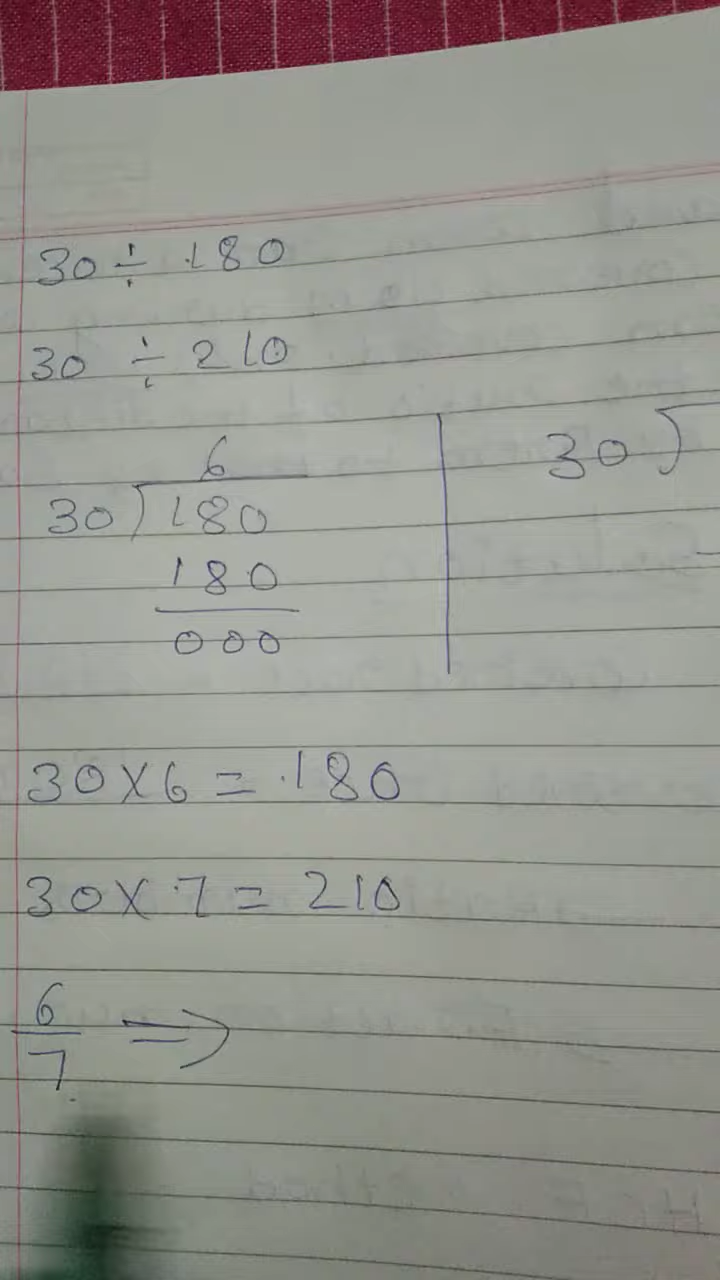 30 ÷ 180
30 ÷ 210
6
30 ) 180
180
000
30 )
30 × 6 = 180
30 × 7 = 210
6
7 ⇒